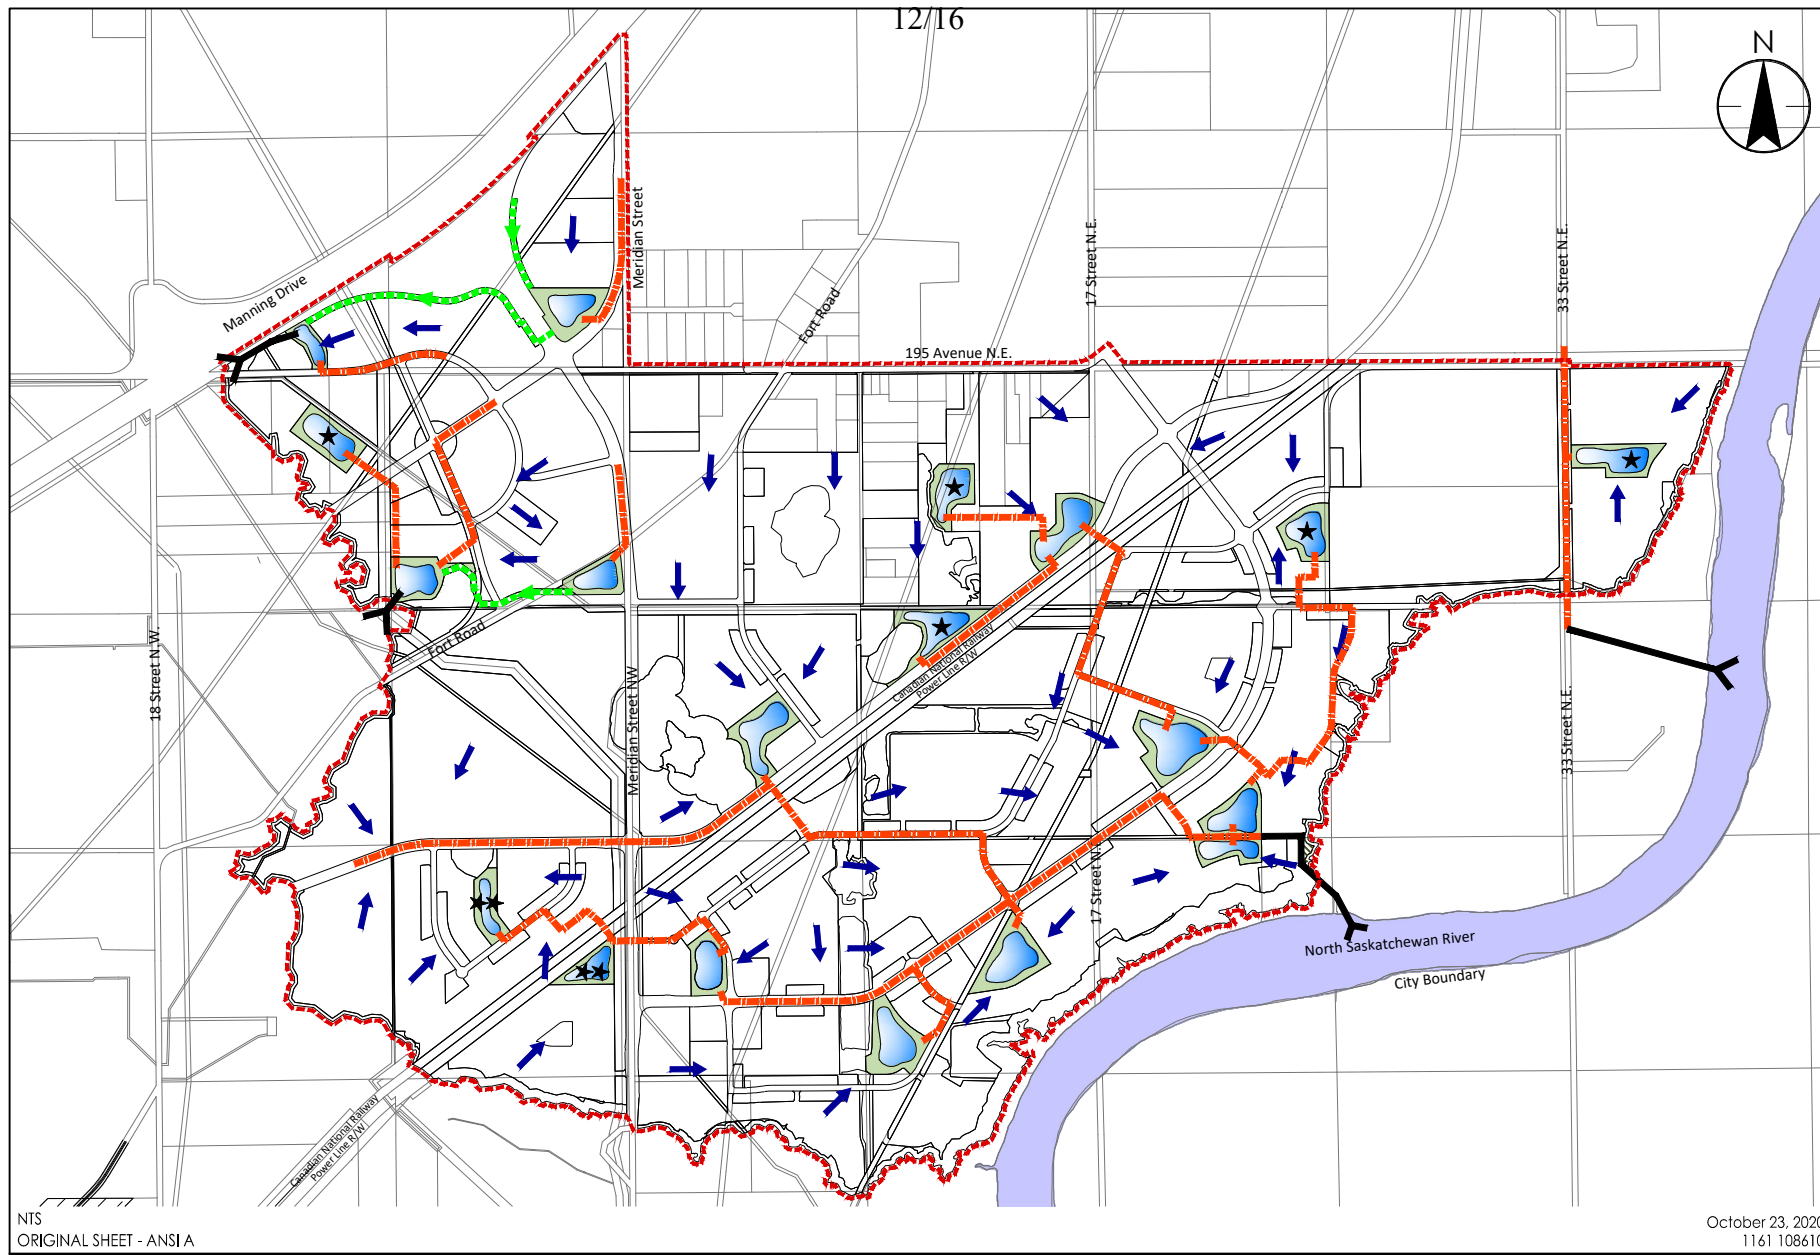 12/16
N
Meridian Street
17 Street N.E.
33 Street N.E.
Manning Drive
Fort Road
195 Avenue N.E.
18 Street N.W.
Fort Road
Meridian Street NW
Canadian National Railway
Power Line R/W
33 Street N.E.
17 Street N.
North Saskatchewan River
City Boundary
Canadian National Railway
Power Line R/W
NTS
ORIGINAL SHEET - ANSI A
October 23, 2020
1161 108610